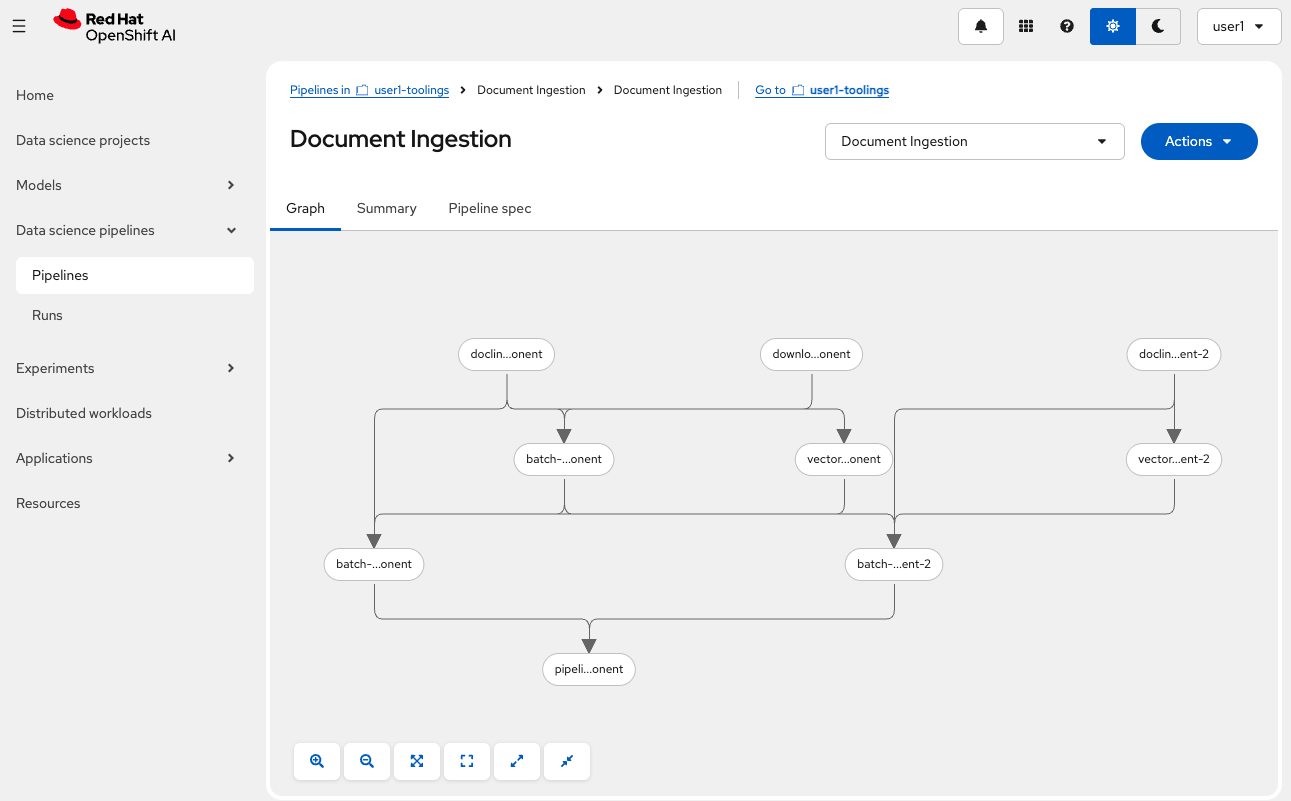 Red Hat
OpenShift AI
user1
Home
Data science projects
Models
Data science pipelines
Pipelines
Runs
Experiments
Distributed workloads
Applications
Resources
Pipelines in user1-toolings > Document Ingestion > Document Ingestion Go to user1-toolings
Document Ingestion
Document Ingestion
Actions
Graph Summary Pipeline spec
doclin...onent downlo...onent doclin...ent-2
batch-...onent vector...onent vector...ent-2
batch-...onent batch-...ent-2
pipeli...onent